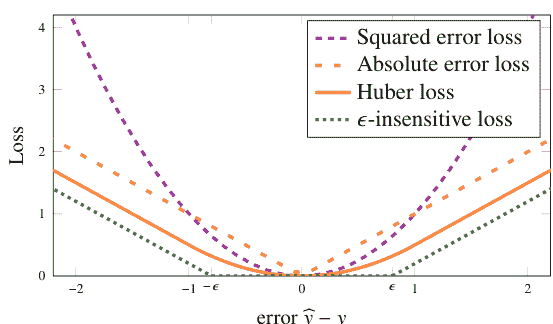 4
3
2
1
0
Loss
Squared error loss
Absolute error loss
Huber loss
ϵ-insensitive loss
−2 −1 −ϵ 0 ϵ 1 2
error ŷ − y